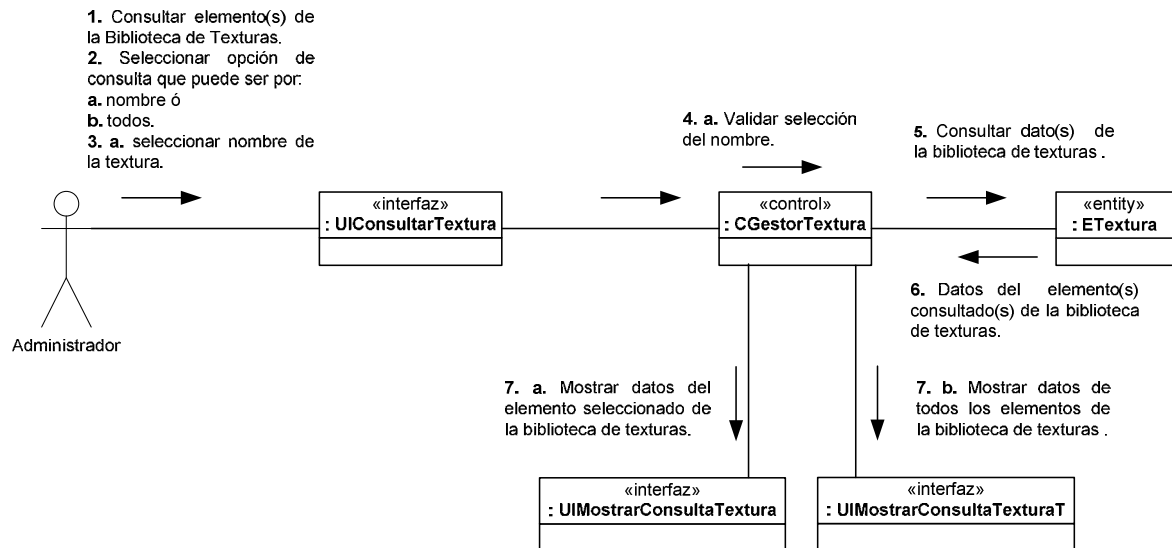 1. Consultar elemento(s) de
la Biblioteca de Texturas.
2. Seleccionar opción de
consulta que puede ser por:
a. nombre ó
b. todos.
3. a. seleccionar nombre de
la textura.
4. a. Validar selección
del nombre.
5. Consultar dato(s) de
la biblioteca de texturas .
«interfaz»
: UIConsultarTextura
«control»
: CGestorTextura
«entity»
: ETextura
Administrador
6. Datos del elemento(s)
consultado(s) de la biblioteca
de texturas.
7. a. Mostrar datos del
elemento seleccionado de
la biblioteca de texturas.
7. b. Mostrar datos de
todos los elementos de
la biblioteca de texturas .
«interfaz»
: UIMostrarConsultaTextura
«interfaz»
: UIMostrarConsultaTexturaT